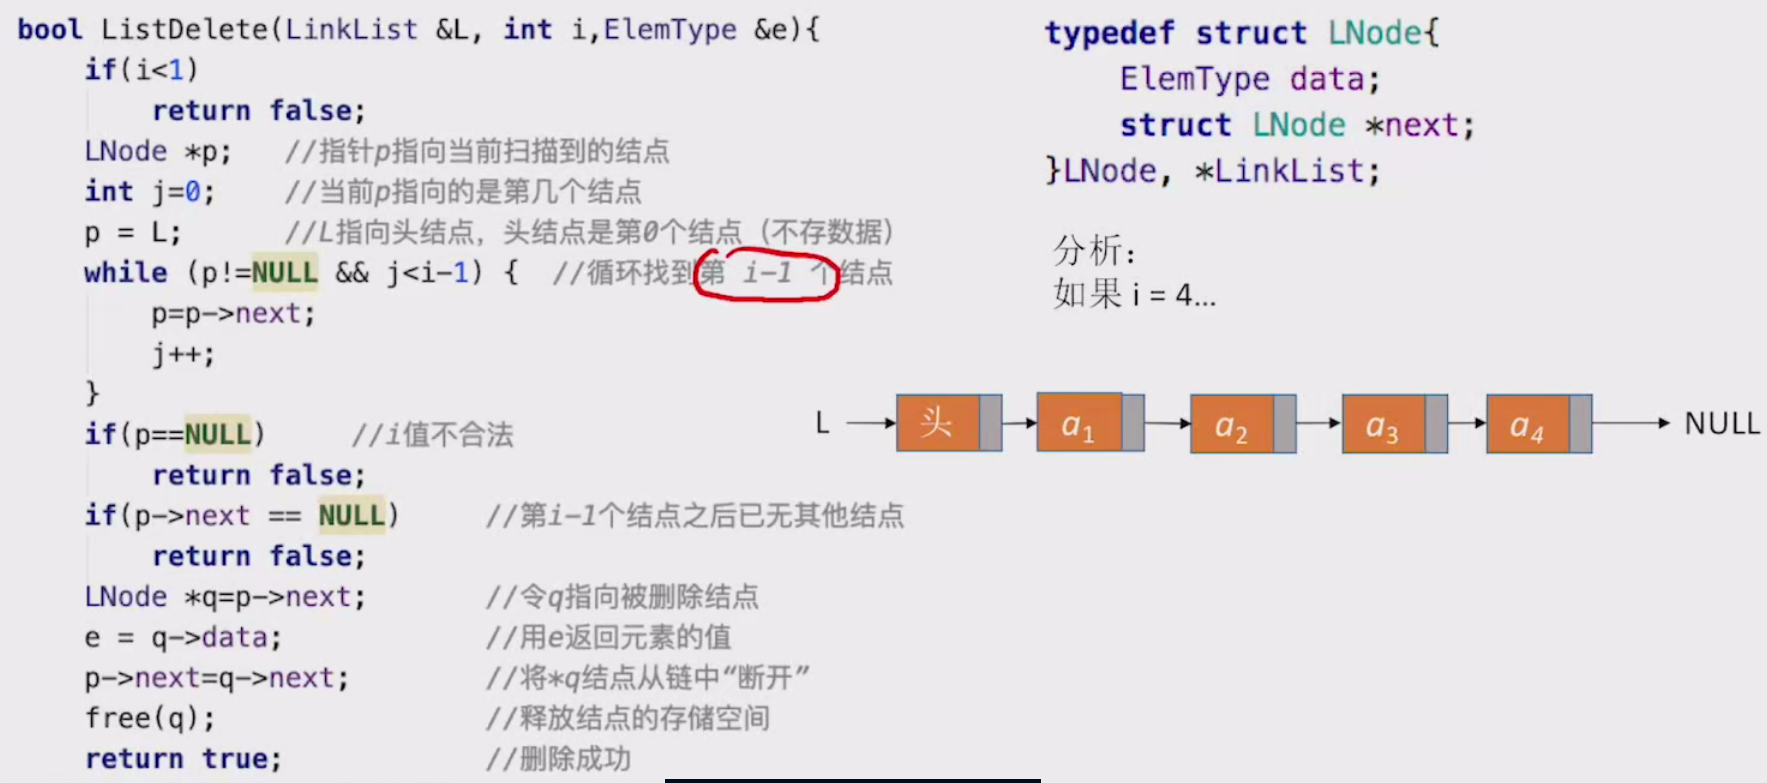 bool ListDelete(LinkList &L, int i,ElemType &e){
if(i<1)
return false;
LNode *p; //指针p指向当前扫描到的结点
int j=0; //当前p指向的是第几个结点
p = L; //L指向头结点，头结点是第0个结点（不存数据）
while (p!=NULL && j<i-1) { //循环找到第 i-1 个结点
p=p->next;
j++;
}
if(p==NULL) //i值不合法
return false;
if(p->next == NULL) //第i-1个结点之后已无其他结点
return false;
LNode *q=p->next; //令q指向被删除结点
e = q->data; //用e返回元素的值
p->next=q->next; //将*q结点从链中“断开”
free(q); //释放结点的存储空间
return true; //删除成功
typedef struct LNode{
ElemType data;
struct LNode *next;
}LNode, *LinkList;
分析：
如果 i = 4...
L 头 a1 a2 a3 a4 NULL